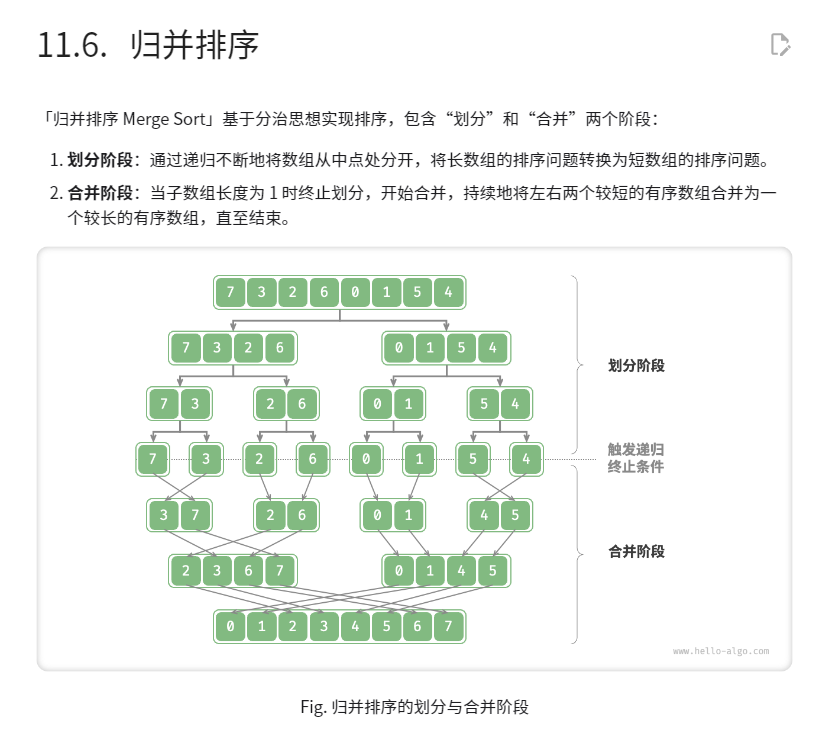 11.6. 归并排序
「归并排序 Merge Sort」基于分治思想实现排序，包含“划分”和“合并”两个阶段：
1. 划分阶段：通过递归不断地将数组从中点处分开，将长数组的排序问题转换为短数组的排序问题。
2. 合并阶段：当子数组长度为 1 时终止划分，开始合并，持续地将左右两个较短的有序数组合并为一
个较长的有序数组，直至结束。
7 3 2 6 0 1 5 4
7 3 2 6 0 1 5 4
划分阶段
7 3 2 6 0 1 5 4
7 3 2 6 0 1 5 4
触发递归
终止条件
3 7 2 6 0 1 4 5
合并阶段
2 3 6 7 0 1 4 5
0 1 2 3 4 5 6 7
www.hello-algo.com
Fig. 归并排序的划分与合并阶段